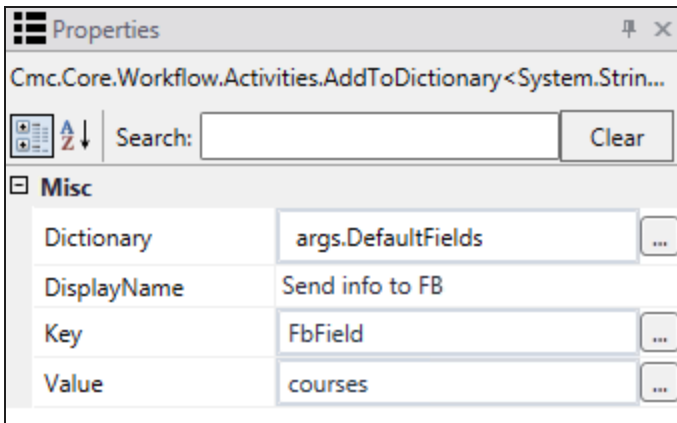 Properties
Cmc.Core.Workflow.Activities.AddToDictionary<System.Strin...
A Z Search: Clear
Misc
Dictionary args.DefaultFields ...
DisplayName Send info to FB
Key FbField ...
Value courses ...